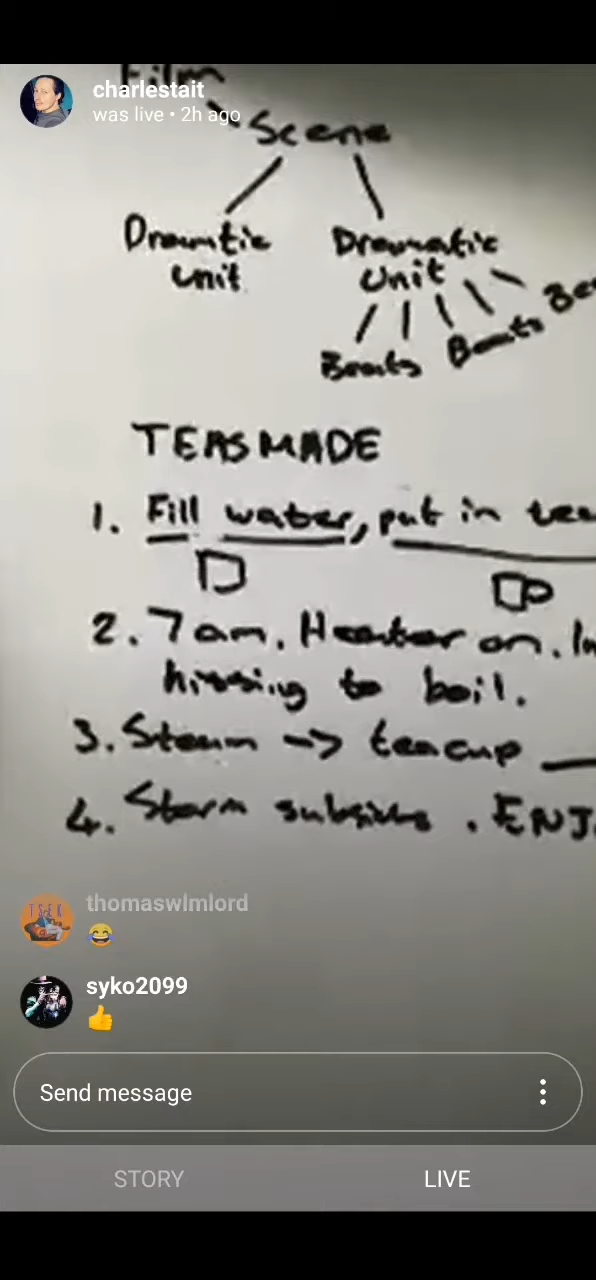 Film
charlestait
was live • 2h ago
Scene
Dramatic Dramatic
Unit Unit
Beats Beats
TEASMADE
1. Fill water, put in tea
2. 7am. Heater on.
hissing to boil.
3. Steam -> teacup
4. Storm subsides.
thomaswlmlord
😂
syko2099
👍
Send message
STORY LIVE